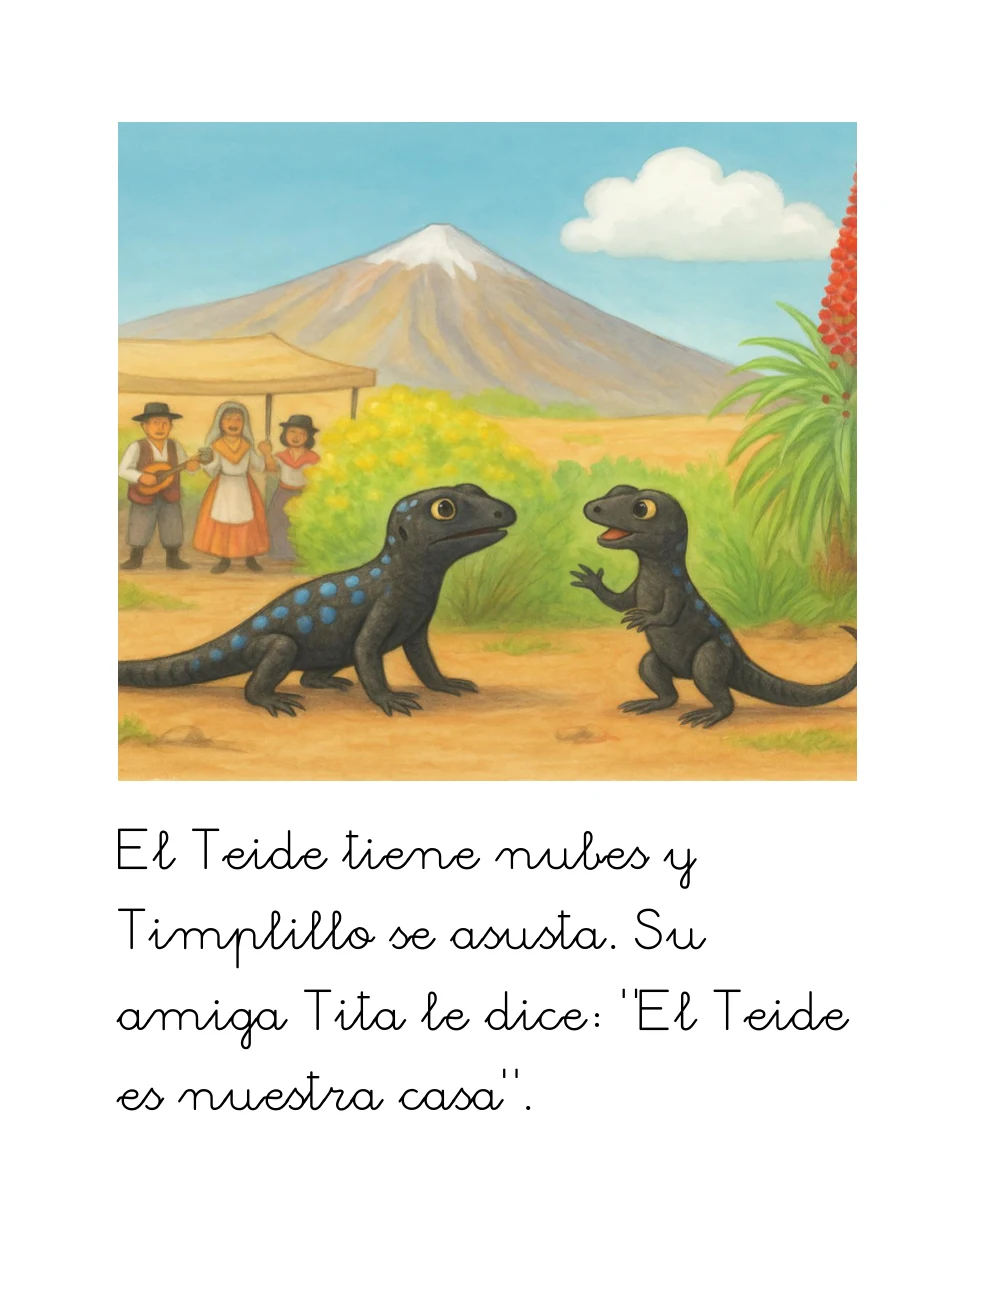 El Teide tiene nubes y
Timplillo se asusta. Su
amiga Tita le dice: "El Teide
es nuestra casa".